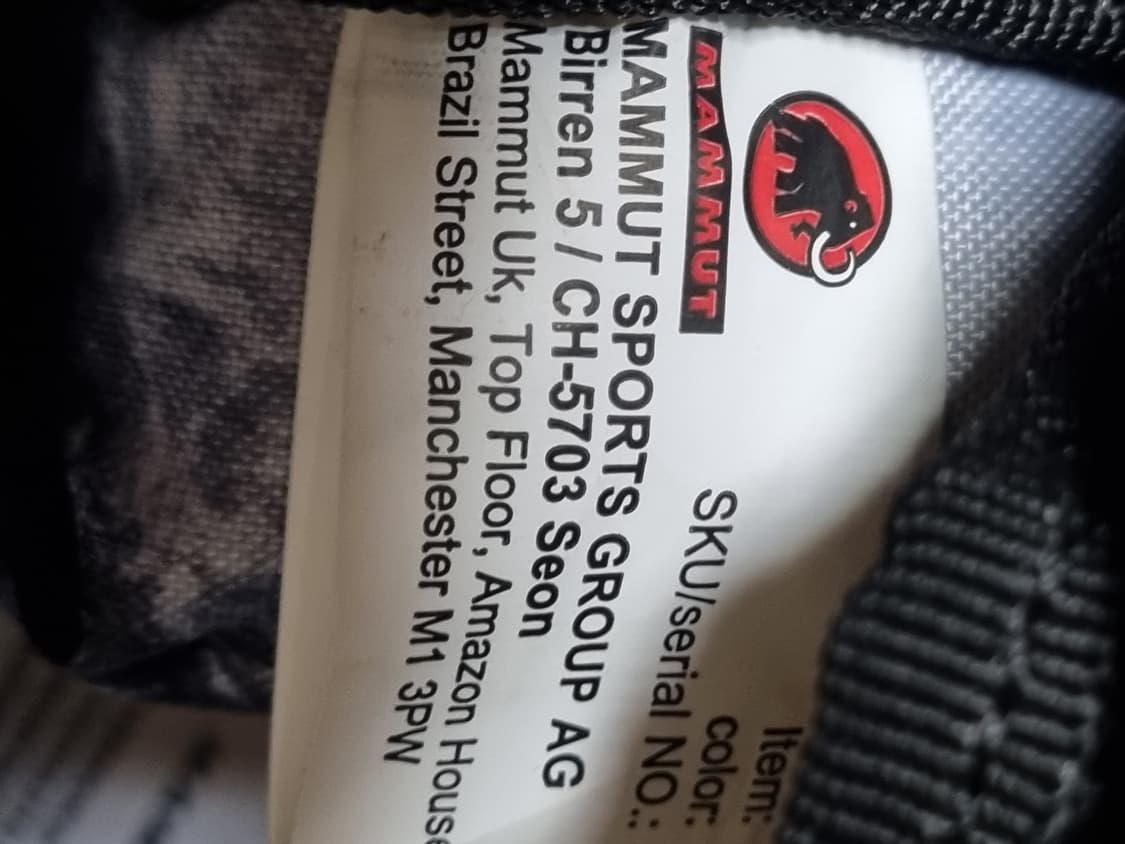 MAMMUT
Item:
color:
SKU/serial NO.:
MAMMUT SPORTS GROUP AG
Birren 5 / CH-5703 Seon
Mammut Uk, Top Floor, Amazon House
Brazil Street, Manchester M1 3PW